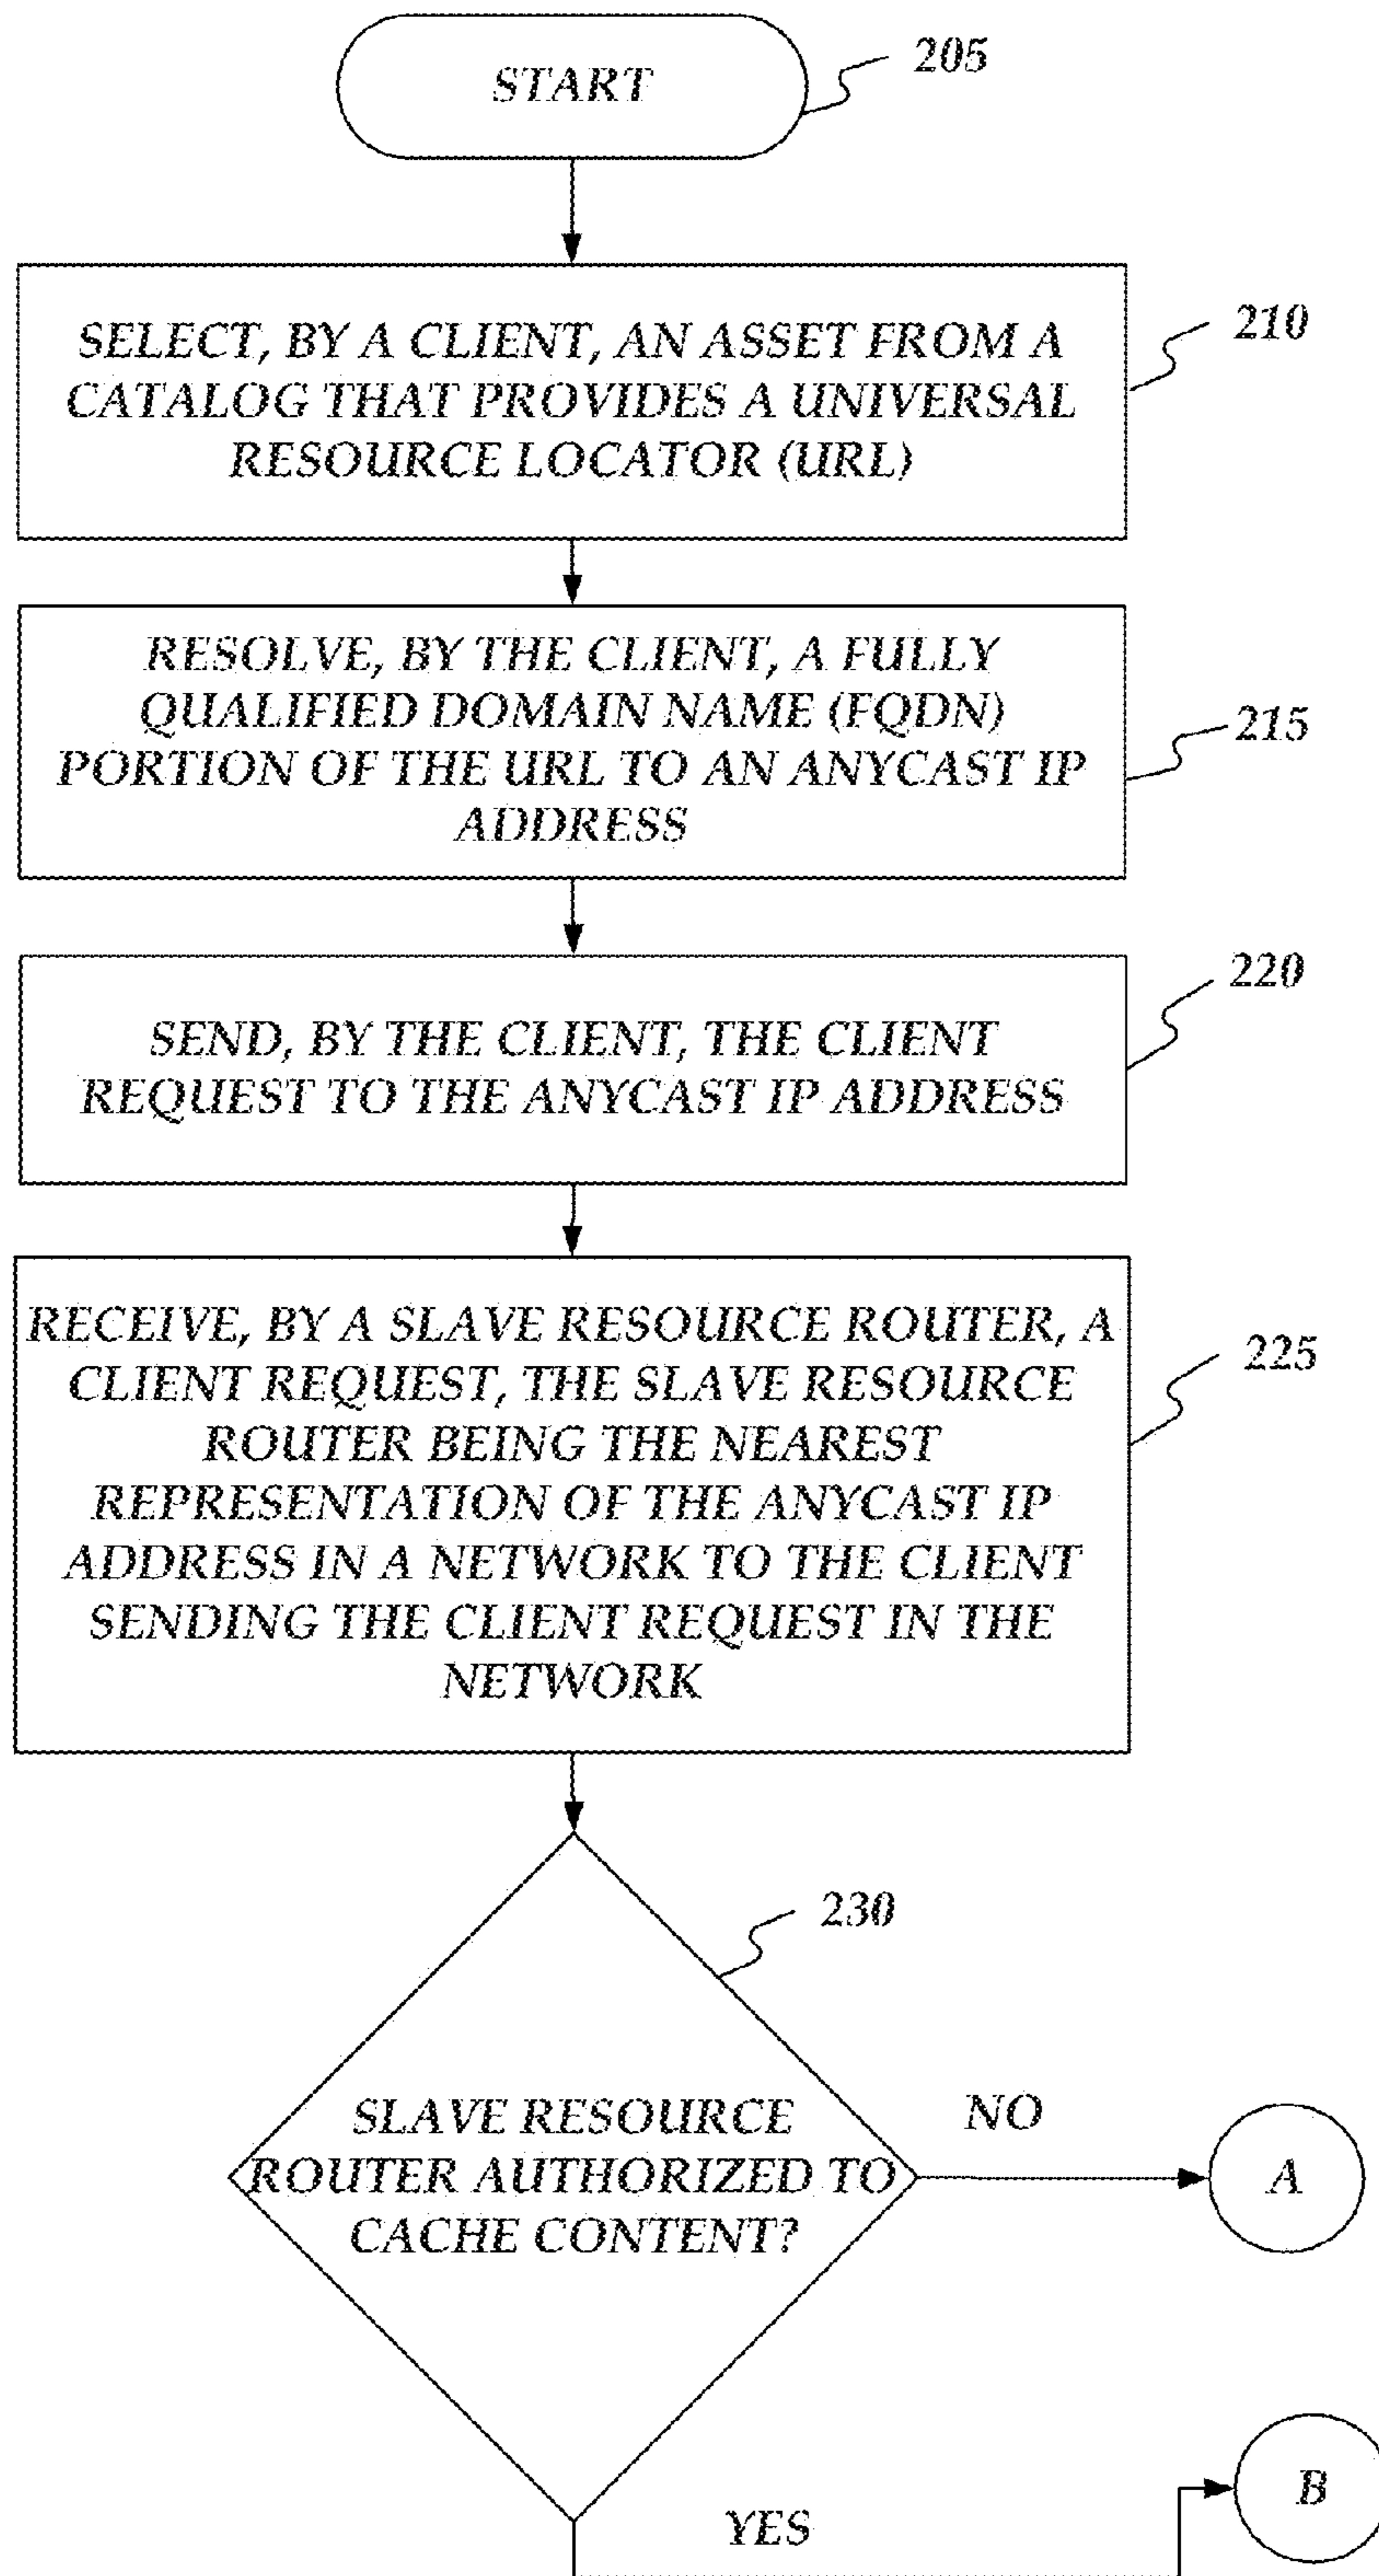 START
205
SELECT, BY A CLIENT, AN ASSET FROM A
CATALOG THAT PROVIDES A UNIVERSAL
RESOURCE LOCATOR (URL)
210
RESOLVE, BY THE CLIENT, A FULLY
QUALIFIED DOMAIN NAME (FQDN)
PORTION OF THE URL TO AN ANYCAST IP
ADDRESS
215
SEND, BY THE CLIENT, THE CLIENT
REQUEST TO THE ANYCAST IP ADDRESS
220
RECEIVE, BY A SLAVE RESOURCE ROUTER, A
CLIENT REQUEST, THE SLAVE RESOURCE
ROUTER BEING THE NEAREST
REPRESENTATION OF THE ANYCAST IP
ADDRESS IN A NETWORK TO THE CLIENT
SENDING THE CLIENT REQUEST IN THE
NETWORK
225
230
SLAVE RESOURCE
ROUTER AUTHORIZED TO
CACHE CONTENT?
NO
A
YES
B